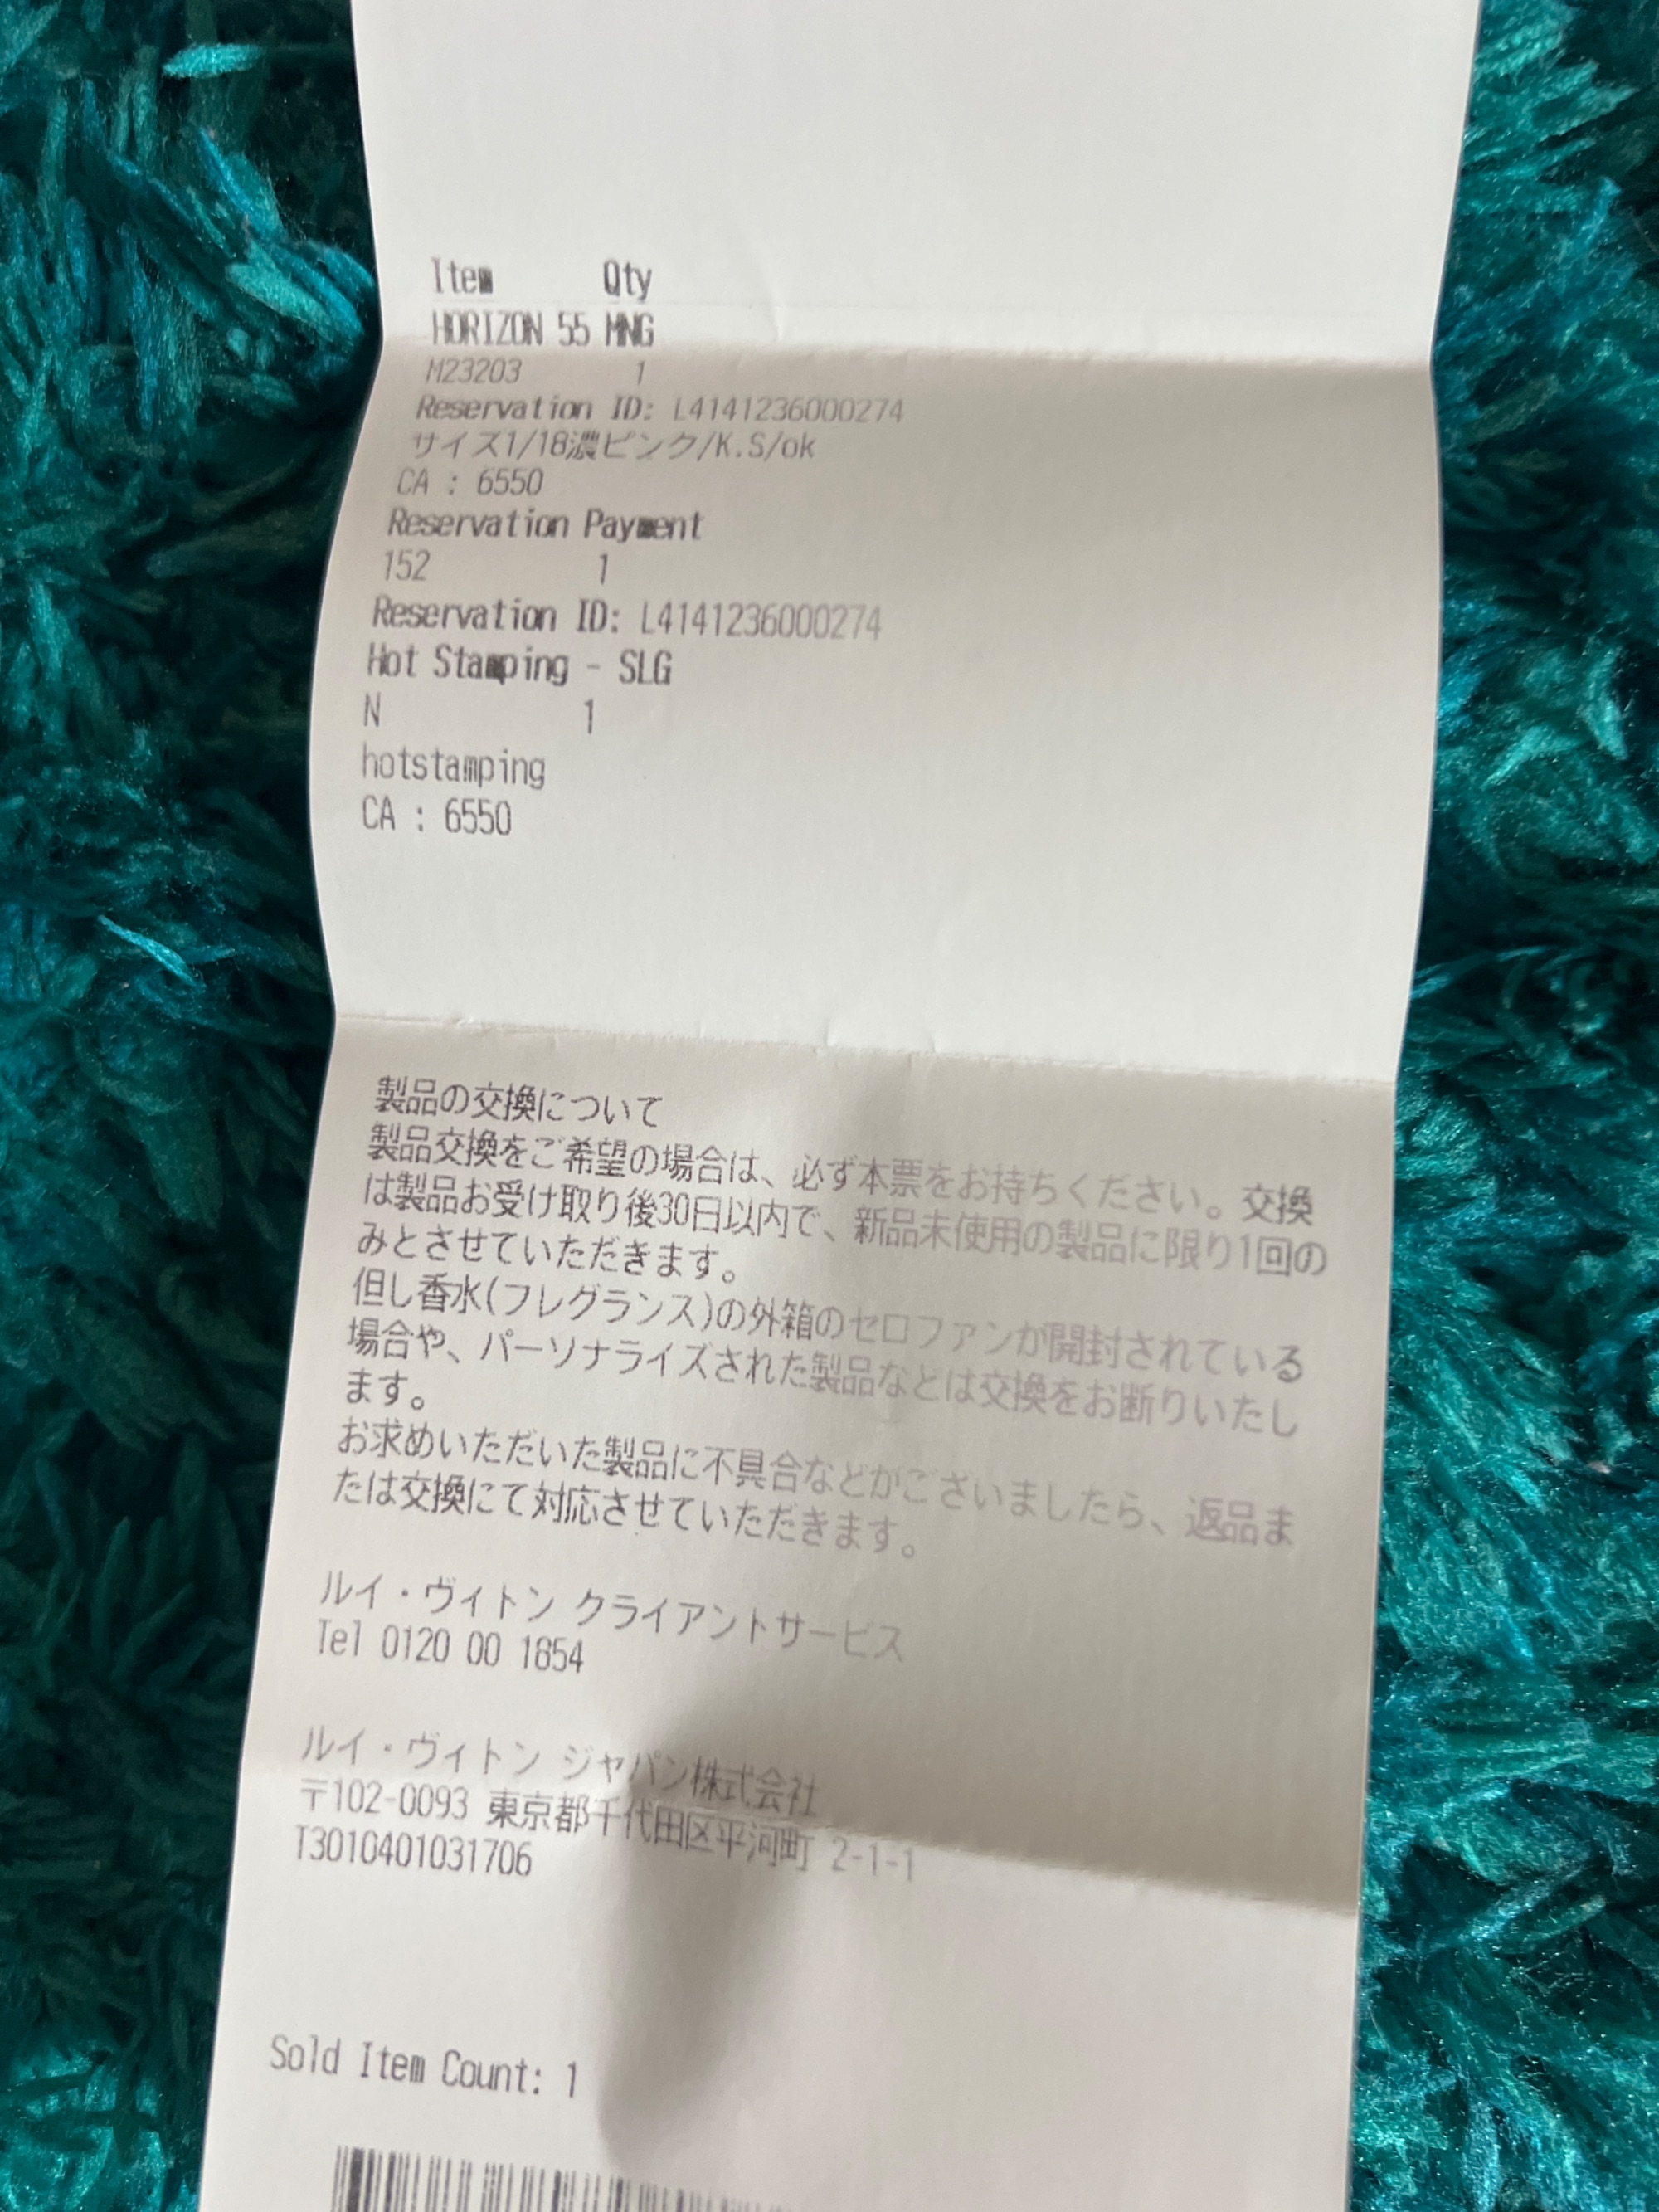 Item Qty
HORIZON 55 MNG
M23203 1
Reservation ID: L4141236000274
サイズ1/18濃ピンク/K.S/ok
CA : 6550
Reservation Payment
152 1
Reservation ID: L4141236000274
Hot Stamping - SLG
N 1
hotstamping
CA : 6550
製品の交換について
製品交換をご希望の場合は、必ず本票をお持ちください。交換
は製品お受け取り後30日以内で、新品未使用の製品に限り1回の
みとさせていただきます。
但し香水(フレグランス)の外箱のセロファンが開封されている
場合や、パーソナライズされた製品などは交換をお断りいたし
ます。
お求めいただいた製品に不具合などがございましたら、返品ま
たは交換にて対応させていただきます。
ルイ・ヴィトン クライアントサービス
Tel 0120 00 1854
ルイ・ヴィトン ジャパン株式会社
〒102-0093 東京都千代田区平河町 2-1-1
T3010401031706
Sold Item Count: 1